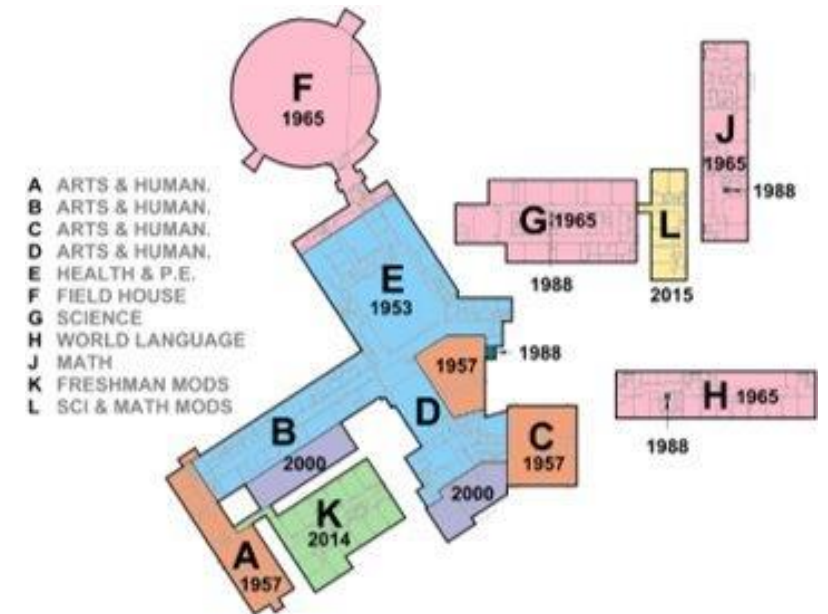 F
1965
J
1965
1988
A ARTS & HUMAN.
B ARTS & HUMAN.
C ARTS & HUMAN.
D ARTS & HUMAN.
E HEALTH & P.E.
F FIELD HOUSE
G SCIENCE
H WORLD LANGUAGE
J MATH
K FRESHMAN MODS
L SCI & MATH MODS
G 1965
L
1988
2015
E
1953
1988
1957
H 1965
1988
D
B
2000
C
1957
2000
K
2014
A
1957